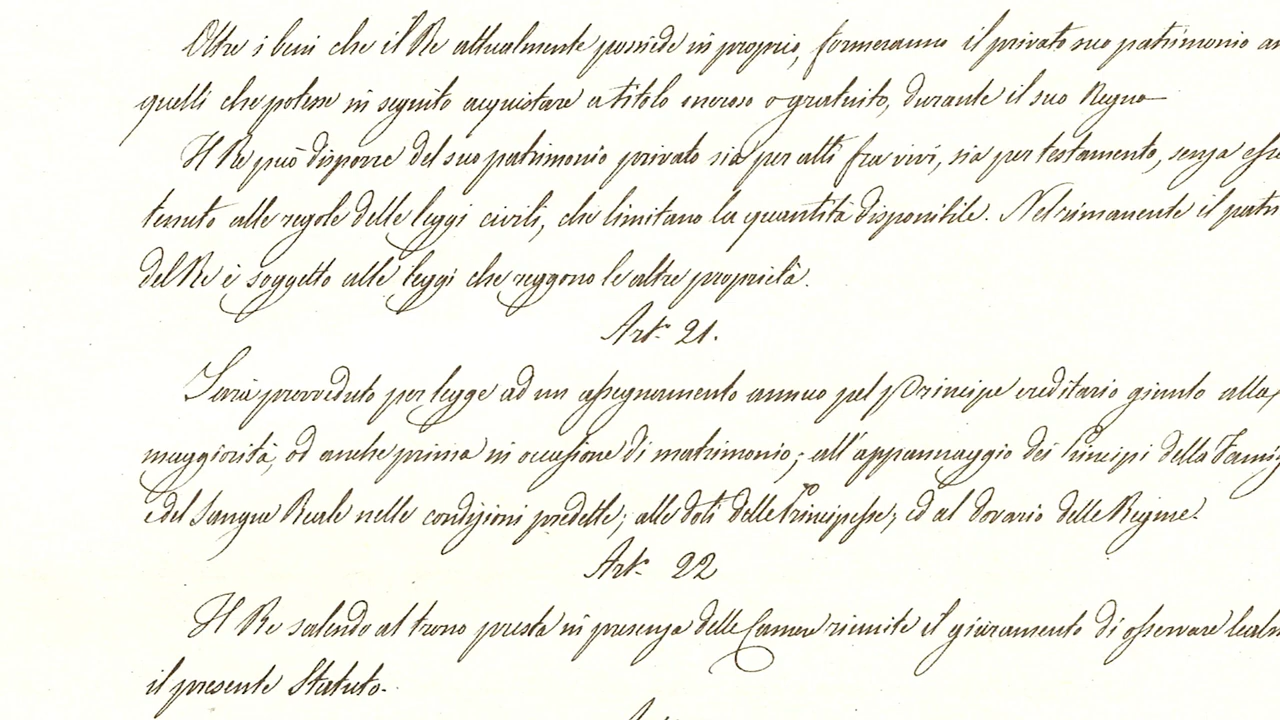 Oltre i beni che il Re attualmente possiede in proprio, formeranno il privato suo patrimonio an
quelli che potesse in seguito acquistare a titolo oneroso o gratuito, durante il suo Regno
Il Re può disporre del suo patrimonio privato sia per atti fra vivi, sia per testamento, senza esse
tenuto alle regole delle leggi civili, che limitano la quantità disponibile. Nel rimanente il patri
del Re è soggetto alle leggi che reggono le altre proprietà.
Art. 21.
Sarà provveduto per legge ad un assegnamento annuo pel Principe ereditario giunto alla
maggiorità, od anche prima in occasione di matrimonio; all'appannaggio dei Principi della Famig
e del Sangue Reale nelle condizioni predette; alle doti delle Principesse; ed al dovario delle Regine.
Art. 22
Il Re salendo al trono presta in presenza delle Camere riunite il giuramento di osservare lealm
il presente Statuto.